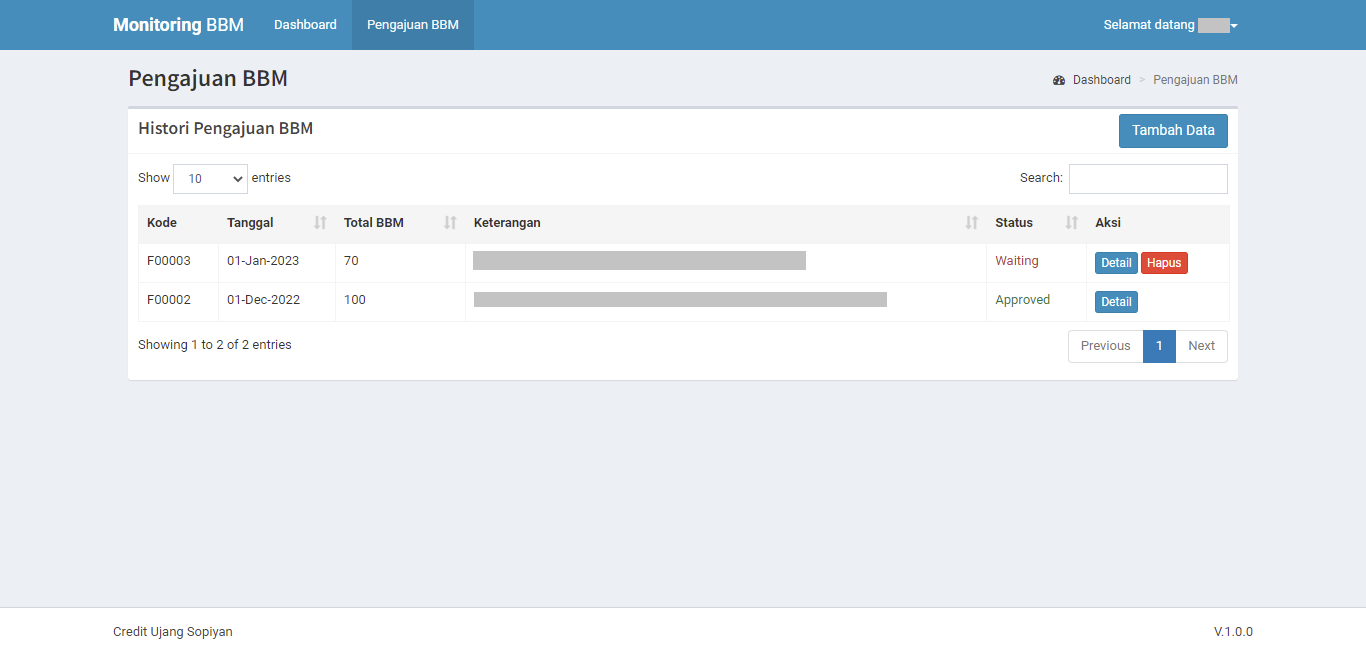 Monitoring BBM Dashboard Pengajuan BBM Selamat datang
Pengajuan BBM Dashboard > Pengajuan BBM
Histori Pengajuan BBM Tambah Data
Show 10 entries Search:
Kode Tanggal Total BBM Keterangan Status Aksi
F00003 01-Jan-2023 70 Waiting Detail Hapus
F00002 01-Dec-2022 100 Approved Detail
Showing 1 to 2 of 2 entries Previous 1 Next
Credit Ujang Sopiyan V.1.0.0